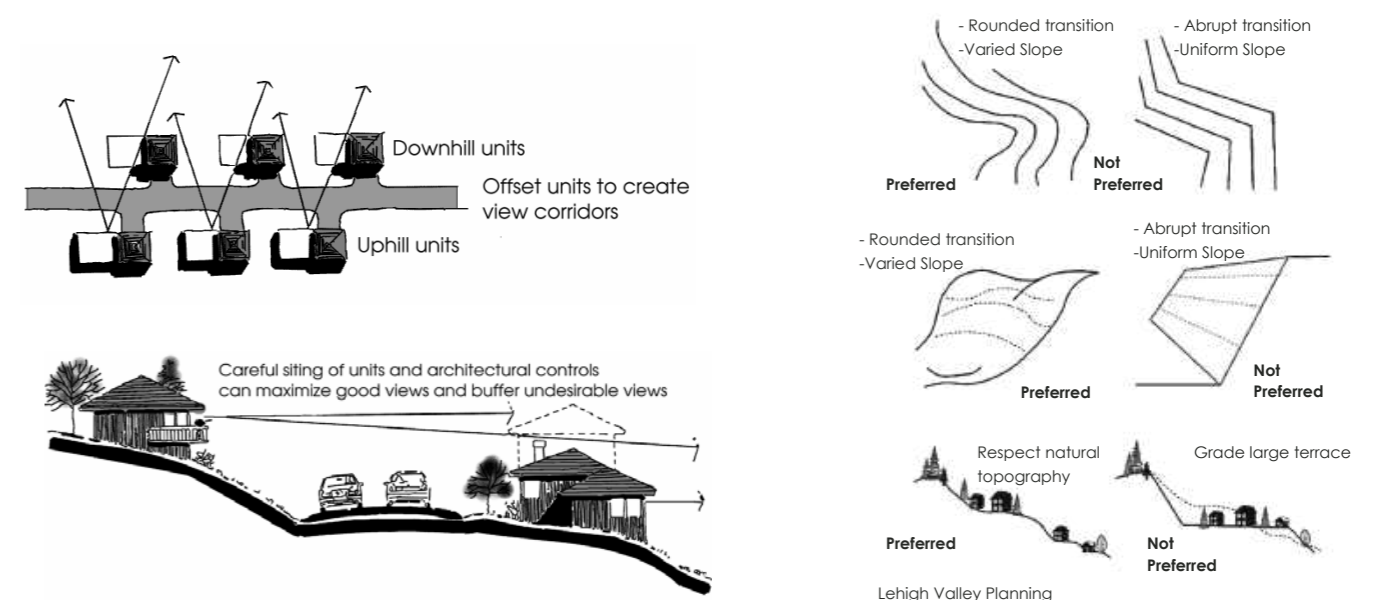 Downhill units
Offset units to create
view corridors
Uphill units
Careful siting of units and architectural controls
can maximize good views and buffer undesirable views
- Rounded transition
-Varied Slope
Preferred
- Abrupt transition
-Uniform Slope
Not
Preferred
- Rounded transition
-Varied Slope
Preferred
- Abrupt transition
-Uniform Slope
Not
Preferred
Respect natural
topography
Preferred
Grade large terrace
Not
Preferred
Lehigh Valley Planning